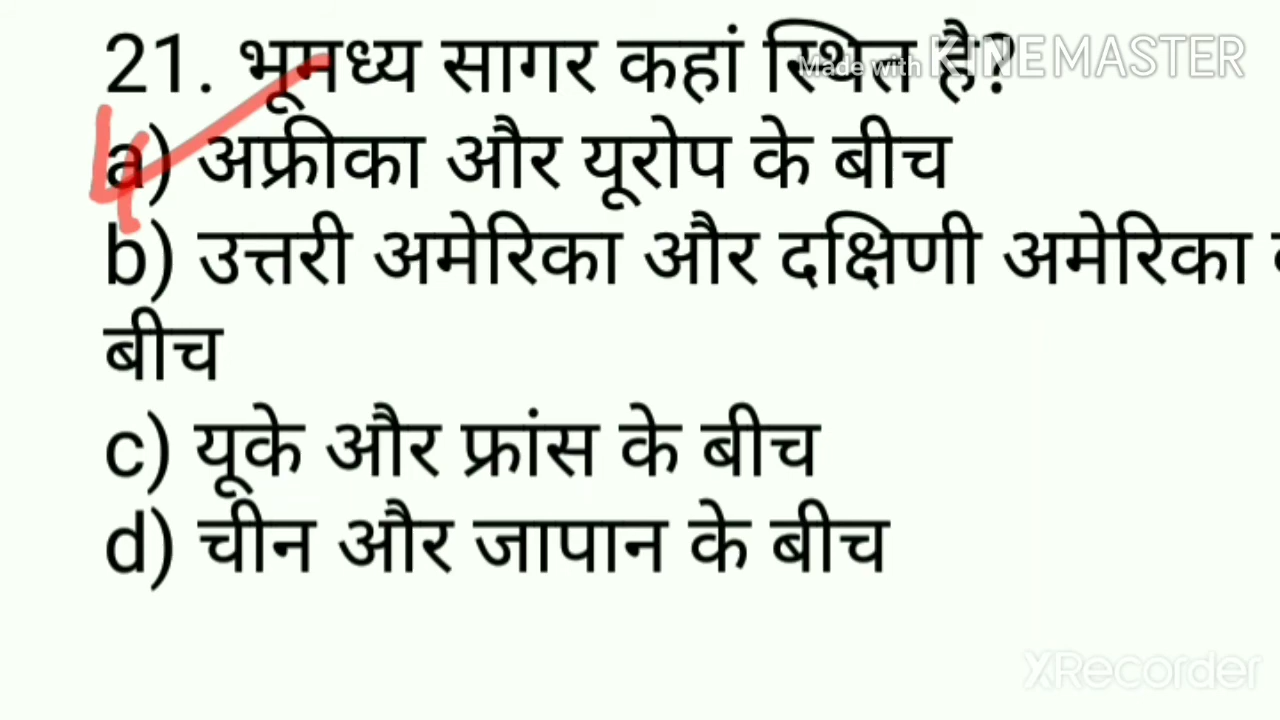 21. भूमध्य सागर कहां स्थित है?
Made with KINEMASTER
a) अफ्रीका और यूरोप के बीच
b) उत्तरी अमेरिका और दक्षिणी अमेरिका
बीच
c) यूके और फ्रांस के बीच
d) चीन और जापान के बीच
XRecorder